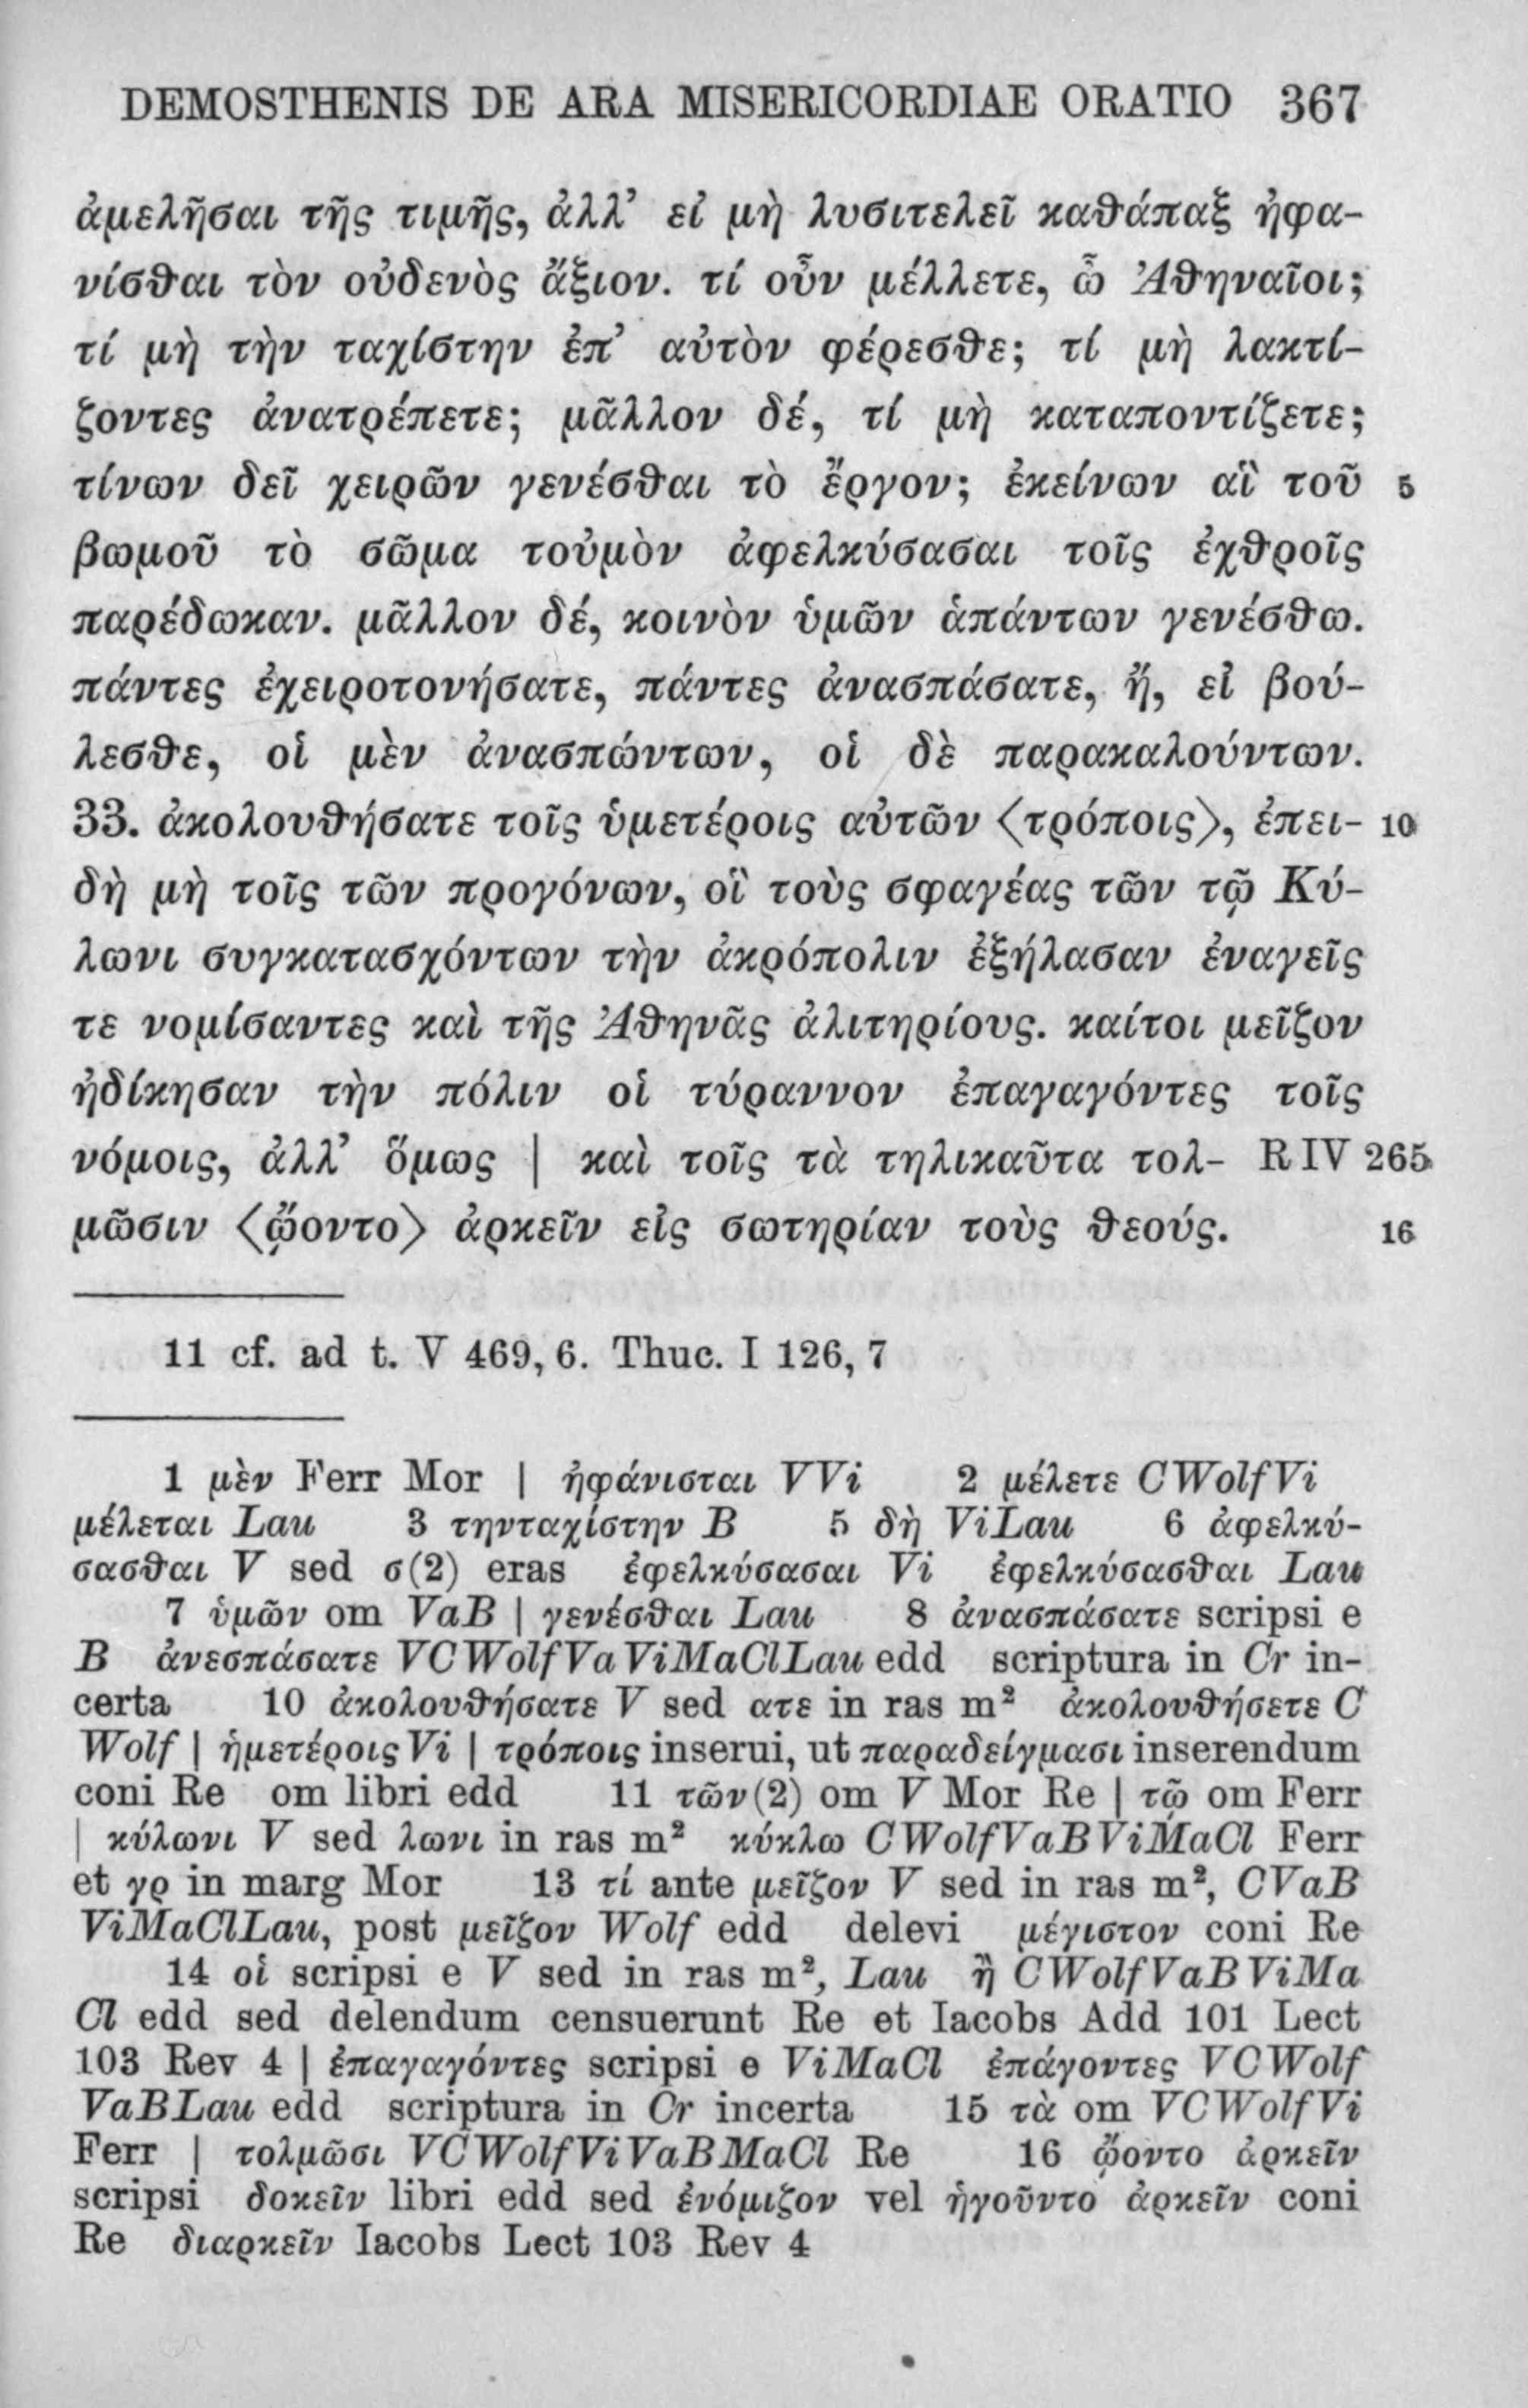 DEMOSTHENIS DE ARA MISERICORDIAE ORATIO 367
ἀμελῆσαι τῆς τιμῆς, ἀλλ’ εἰ μὴ λυσιτελεῖ καθάπαξ ἠφα-
νίσθαι τὸν οὐδενὸς ἄξιον. τί οὖν μέλλετε, ὦ Ἀθηναῖοι;
τί μὴ τὴν ταχίστην ἐπ’ αὐτὸν φέρεσθε; τί μὴ λακτί-
ζοντες ἀνατρέπετε; μᾶλλον δέ, τί μὴ καταποντίζετε;
τίνων δεῖ χειρῶν γενέσθαι τὸ ἔργον; ἐκείνων αἳ τοῦ 5
βωμοῦ τὸ σῶμα τοὐμὸν ἀφελκύσασαι τοῖς ἐχθροῖς
παρέδωκαν. μᾶλλον δέ, κοινὸν ὑμῶν ἁπάντων γενέσθω.
πάντες ἐχειροτονήσατε, πάντες ἀνασπάσατε, ἤ, εἰ βού-
λεσθε, οἱ μὲν ἀνασπώντων, οἱ δὲ παρακαλούντων.
33. ἀκολουθήσατε τοῖς ὑμετέροις αὐτῶν ⟨τρόποις⟩, ἐπει- 10
δὴ μὴ τοῖς τῶν προγόνων, οἳ τοὺς σφαγέας τῶν τῷ Κύ-
λωνι συγκατασχόντων τὴν ἀκρόπολιν ἐξήλασαν ἐναγεῖς
τε νομίσαντες καὶ τῆς Ἀθηνᾶς ἀλιτηρίους. καίτοι μεῖζον
ἠδίκησαν τὴν πόλιν οἱ τύραννον ἐπαγαγόντες τοῖς
νόμοις, ἀλλ’ ὅμως | καὶ τοῖς τὰ τηλικαῦτα τολ- R IV 265
μῶσιν ⟨ᾤοντο⟩ ἀρκεῖν εἰς σωτηρίαν τοὺς θεούς. 16
11 cf. ad t. V 469, 6. Thuc. I 126, 7
1 μὲν Ferr Mor | ἠφάνισται VVi 2 μέλετε CWolfVi
μέλεται Lau 3 τηνταχίστην B 5 δὴ ViLau 6 ἀφελκύ-
σασθαι V sed σ(2) eras ἐφελκύσασαι Vi ἐφελκύσασθαι Lau
7 ὑμῶν om VaB | γενέσθαι Lau 8 ἀνασπάσατε scripsi e
B ἀνεσπάσατε VCWolfVaViMaClLau edd scriptura in Cr in-
certa 10 ἀκολουθήσατε V sed ατε in ras m² ἀκολουθήσετε C
Wolf | ἡμετέροις Vi | τρόποις inserui, ut παραδείγμασι inserendum
coni Re om libri edd 11 τῶν(2) om V Mor Re | τῷ om Ferr
| κύλωνι V sed λωνι in ras m² κύκλω CWolfVaBViMaCl Ferr
et γρ in marg Mor 13 τί ante μεῖζον V sed in ras m², CVaB
ViMaClLau, post μεῖζον Wolf edd delevi μέγιστον coni Re
14 οἱ scripsi e V sed in ras m², Lau ἢ CWolfVaBViMa
Cl edd sed delendum censuerunt Re et Iacobs Add 101 Lect
103 Rev 4 | ἐπαγαγόντες scripsi e ViMaCl ἐπάγοντες VCWolf
VaBLau edd scriptura in Cr incerta 15 τὰ om VCWolfVi
Ferr | τολμῶσι VCWolfViVaBMaCl Re 16 ᾤοντο ἀρκεῖν
scripsi δοκεῖν libri edd sed ἐνόμιζον vel ἡγοῦντο ἀρκεῖν coni
Re διαρκεῖν Iacobs Lect 103 Rev 4